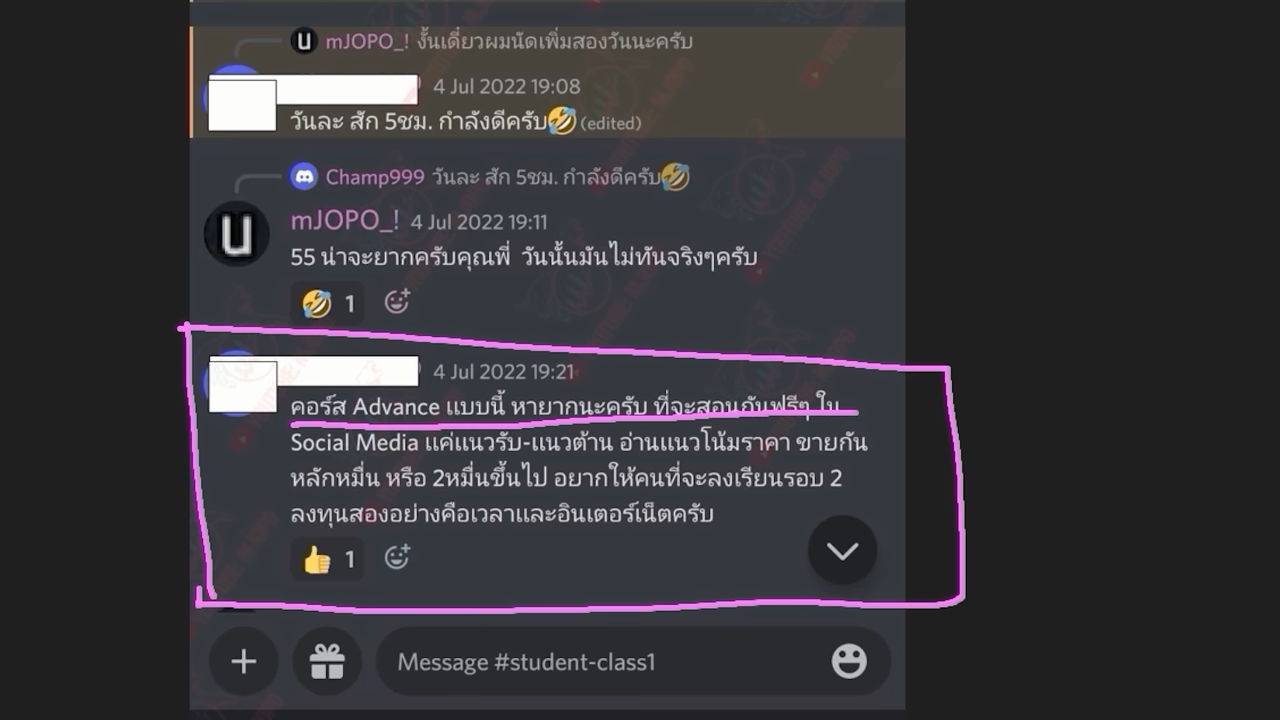 mJOPO_! งั้นเดี๋ยวผมนัดเพิ่มสองวันนะครับ
4 Jul 2022 19:08
วันละ สัก 5ชม. กำลังดีครับ🤣 (edited)
Champ999 วันละ สัก 5ชม. กำลังดีครับ🤣
mJOPO_! 4 Jul 2022 19:11
55 น่าจะยากครับคุณพี่ วันนั้นมันไม่ทันจริงๆครับ
🤣 1
4 Jul 2022 19:21
คอร์ส Advance แบบนี้ หายากนะครับ ที่จะสอนกันฟรีๆ ใน
Social Media แค่แนวรับ-แนวต้าน อ่านแนวโน้มราคา ขายกัน
หลักหมื่น หรือ 2หมื่นขึ้นไป อยากให้คนที่จะลงเรียนรอบ 2
ลงทุนสองอย่างคือเวลาและอินเตอร์เน็ตครับ
👍 1
Message #student-class1